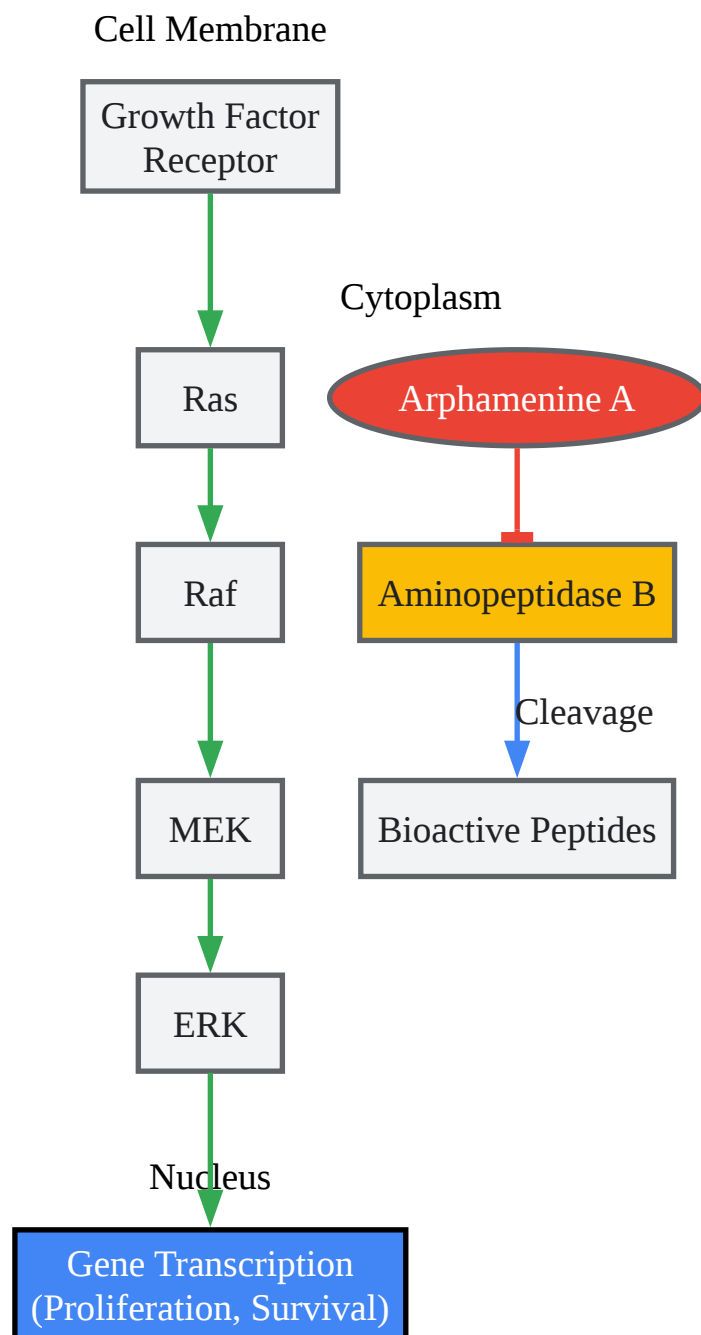 Cell Membrane
Growth Factor
Receptor
Cytoplasm
Ras
Arphamenine A
Raf
Aminopeptidase B
Cleavage
MEK
Bioactive Peptides
ERK
Nucleus
Gene Transcription
(Proliferation, Survival)